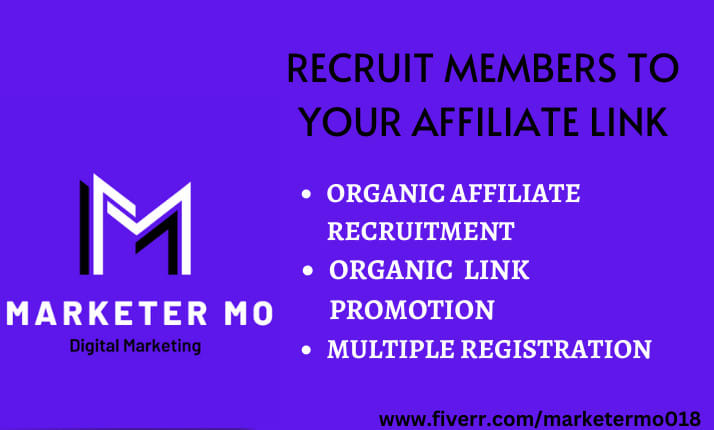 RECRUIT MEMBERS TO
YOUR AFFILIATE LINK
ORGANIC AFFILIATE
RECRUITMENT
ORGANIC LINK
PROMOTION
MULTIPLE REGISTRATION
MARKETER MO
Digital Marketing
www.fiverr.com/marketermo018